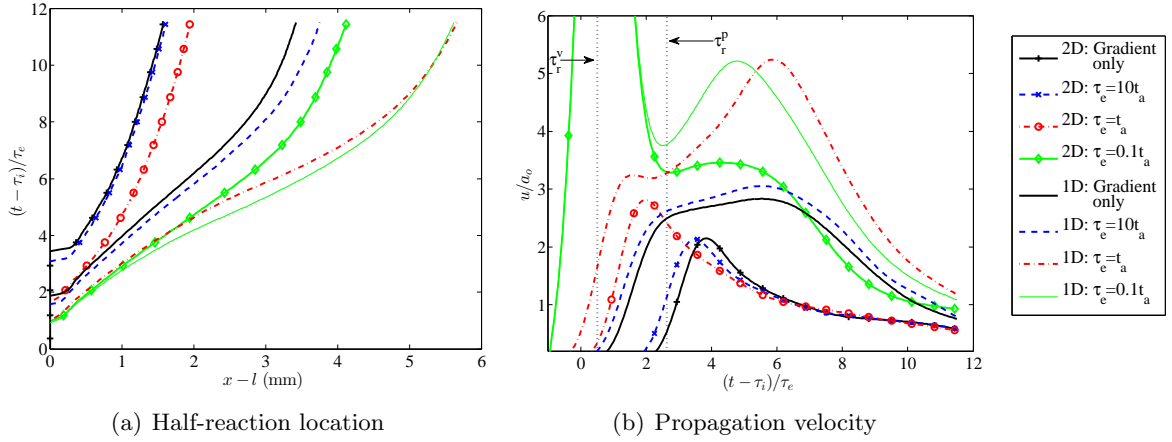 12
10
8
6
4
2
0
0 1 2 3 4 5 6
(t − τᵢ)/τₑ
x − l (mm)
(a) Half-reaction location
6
5
4
3
2
1
0 2 4 6 8 10 12
u/aₒ
τᵣᵛ
τᵣᵖ
(t − τᵢ)/τₑ
(b) Propagation velocity
2D: Gradient
only
2D: τₑ=10tₐ
2D: τₑ=tₐ
2D: τₑ=0.1tₐ
1D: Gradient
only
1D: τₑ=10tₐ
1D: τₑ=tₐ
1D: τₑ=0.1tₐ